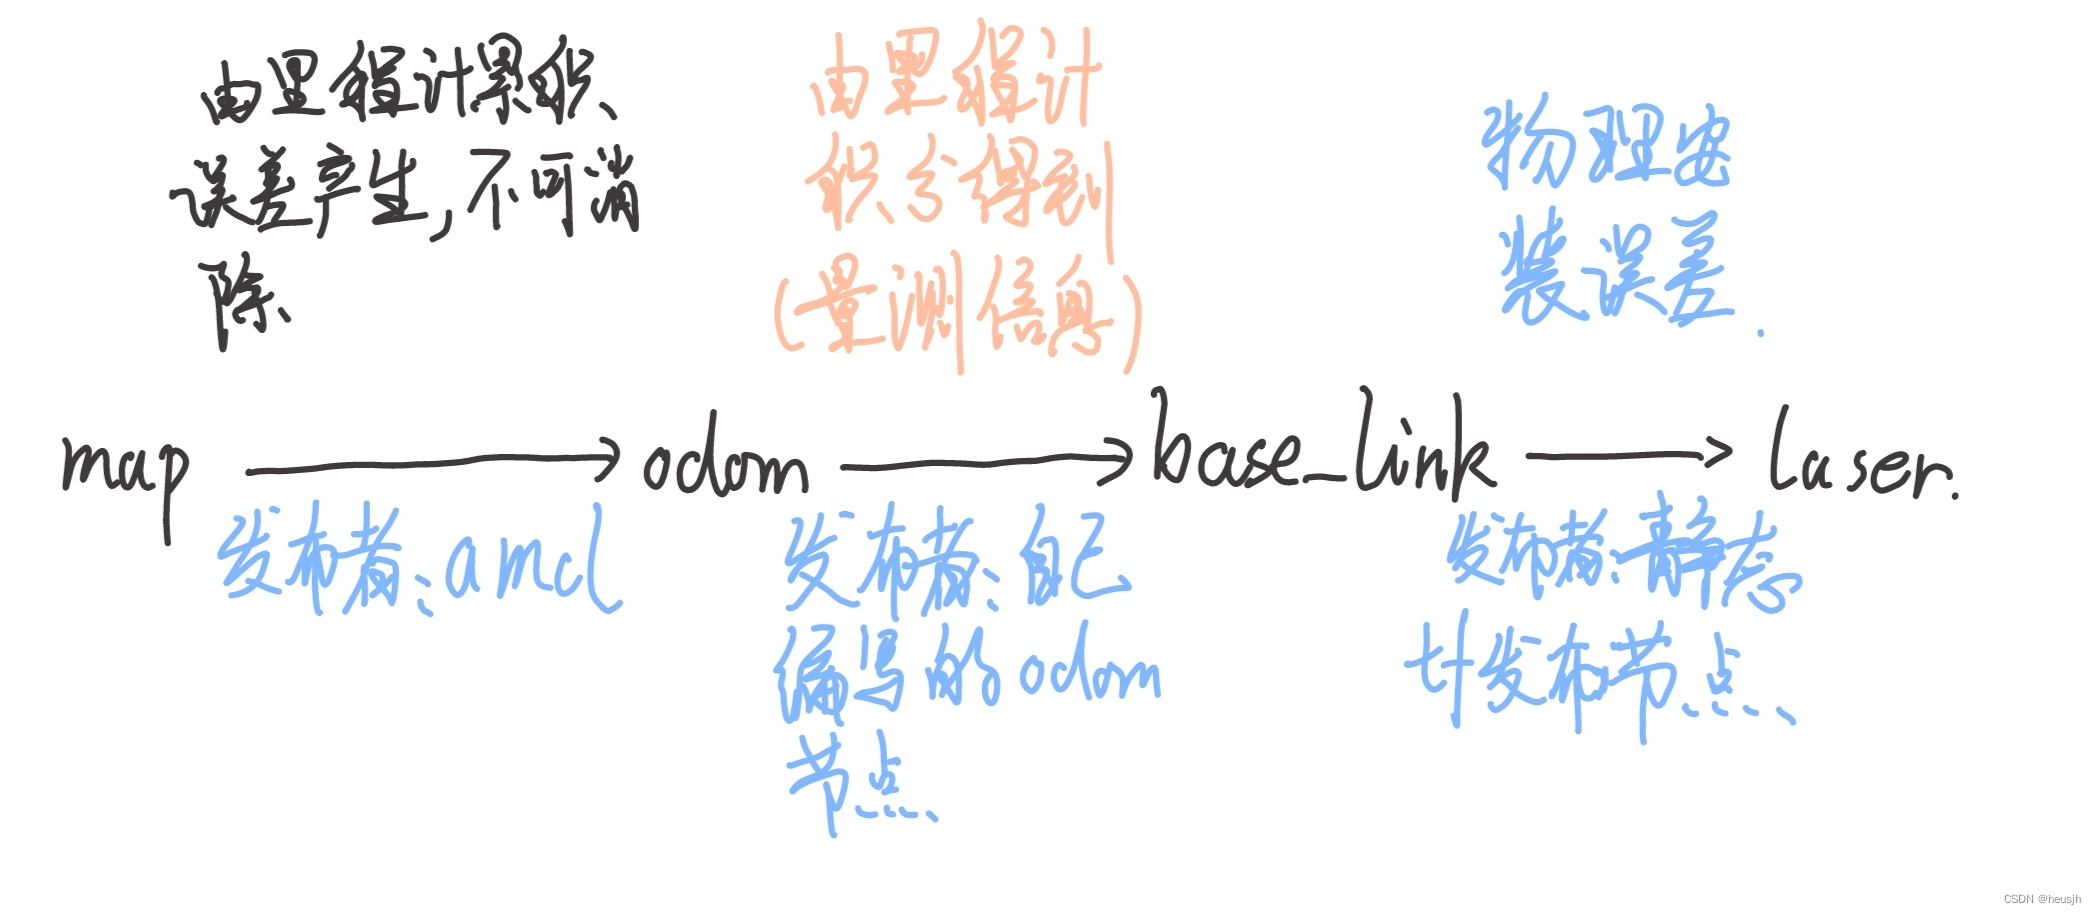 由里程计累积
误差产生，不可消
除
由里程计
积分得到
(量测信息)
物理安
装误差.
map → odom → base_link → laser.
发布者: amcl
发布者: 自己
编写的odom
节点
发布者: 静态
tf发布节点
CSDN @heusjh